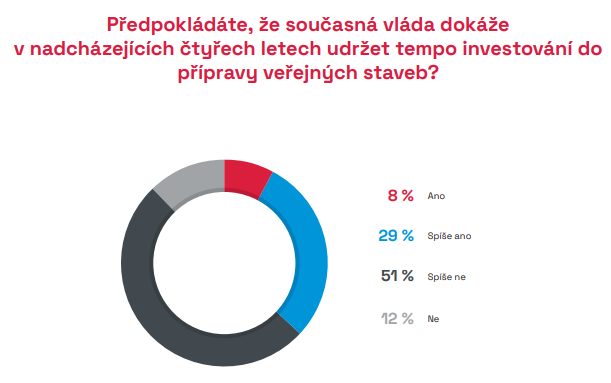 Předpokládáte, že současná vláda dokáže
v nadcházejících čtyřech letech udržet tempo investování do
přípravy veřejných staveb?
8 % Ano
29 % Spíše ano
51 % Spíše ne
12 % Ne